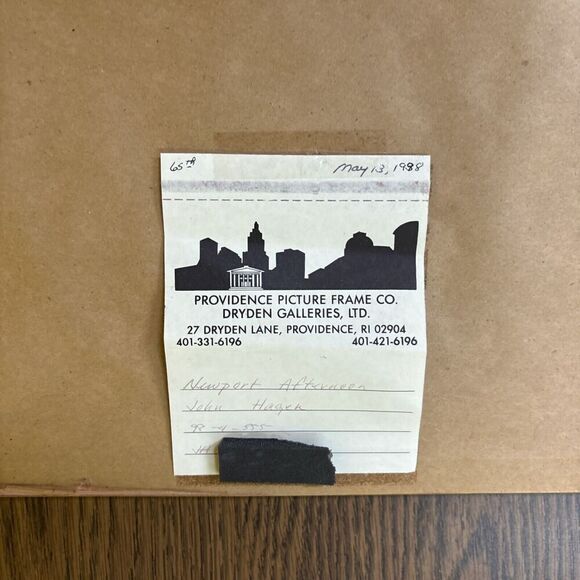 65th May 13, 1998
PROVIDENCE PICTURE FRAME CO.
DRYDEN GALLERIES, LTD.
27 DRYDEN LANE, PROVIDENCE, RI 02904
401-331-6196 401-421-6196
Newport Afternoon
John Hagen